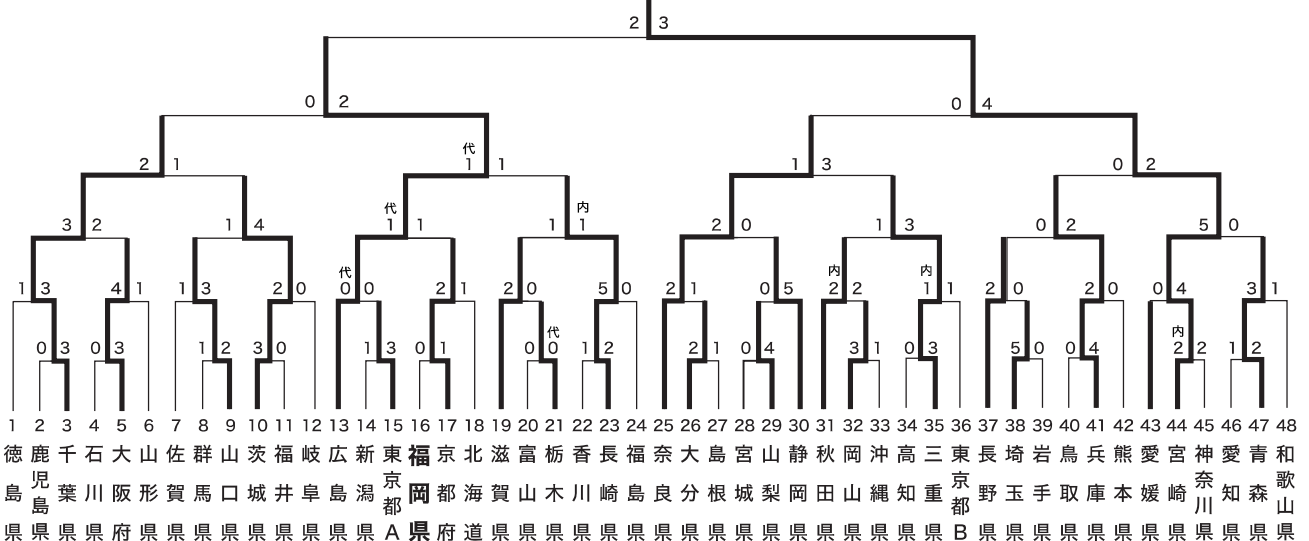 2 3
0 2 0 4
代
2 1 1 1 1 3 0 2
代 内
3 2 1 4 1 1 1 1 2 0 1 3 0 2 5 0
代 内 内
1 3 4 1 1 3 2 0 0 0 2 1 2 0 5 0 2 1 0 5 2 2 1 1 2 0 2 0 0 4 3 1
代 内
0 3 0 3 1 2 3 0 1 3 0 1 0 0 1 2 2 1 0 4 3 1 0 3 5 0 0 4 2 2 1 2
1 2 3 4 5 6 7 8 9 10 11 12 13 14 15 16 17 18 19 20 21 22 23 24 25 26 27 28 29 30 31 32 33 34 35 36 37 38 39 40 41 42 43 44 45 46 47 48
徳島県
鹿児島県
千葉県
石川県
大阪府
山形県
佐賀県
群馬県
山口県
茨城県
福井県
岐阜県
広島県
新潟県
東京都A
福岡県
京都府
北海道
滋賀県
富山県
栃木県
香川県
長崎県
福島県
奈良県
大分県
島根県
宮城県
山梨県
静岡県
秋田県
岡山県
沖縄県
高知県
三重県
東京都B
長野県
埼玉県
岩手県
鳥取県
兵庫県
熊本県
愛媛県
宮崎県
神奈川県
愛知県
青森県
和歌山県